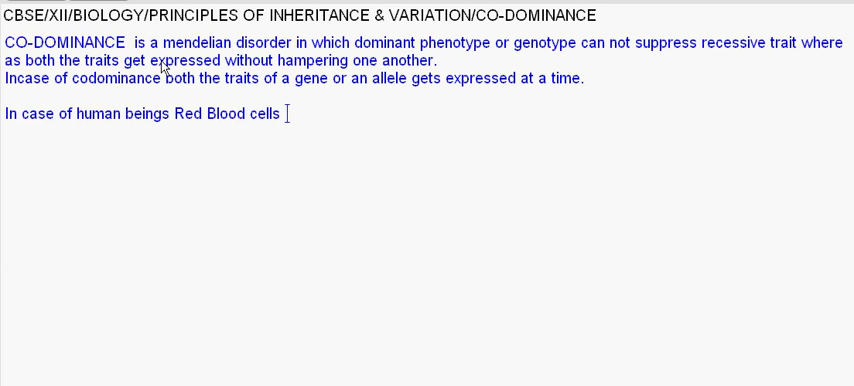 CBSE/XII/BIOLOGY/PRINCIPLES OF INHERITANCE & VARIATION/CO-DOMINANCE
CO-DOMINANCE is a mendelian disorder in which dominant phenotype or genotype can not suppress recessive trait where
as both the traits get expressed without hampering one another.
Incase of codominance both the traits of a gene or an allele gets expressed at a time.
In case of human beings Red Blood cells